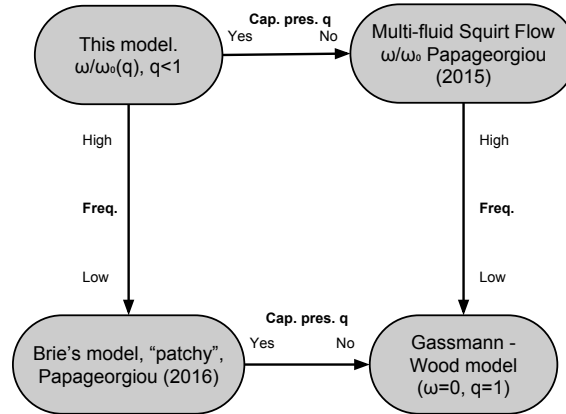 This model.
ω/ω₀(q), q<1
Cap. pres. q
Yes No
Multi-fluid Squirt Flow
ω/ω₀ Papageorgiou
(2015)
High
Freq.
Low
High
Freq.
Low
Brie's model, “patchy”,
Papageorgiou (2016)
Cap. pres. q
Yes No
Gassmann -
Wood model
(ω=0, q=1)